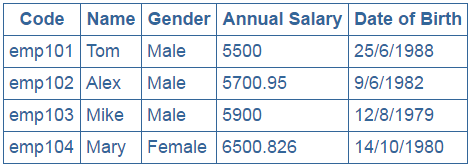 Code Name Gender Annual Salary Date of Birth
emp101 Tom Male 5500 25/6/1988
emp102 Alex Male 5700.95 9/6/1982
emp103 Mike Male 5900 12/8/1979
emp104 Mary Female 6500.826 14/10/1980